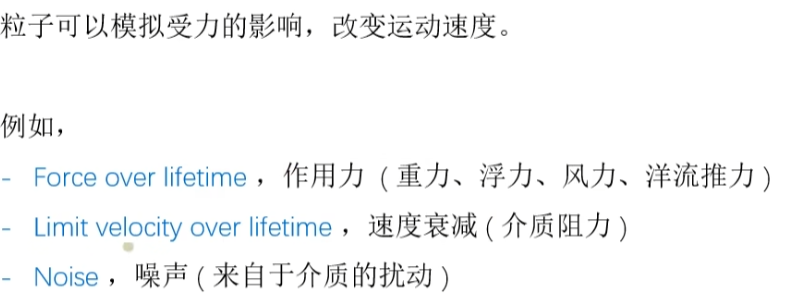 粒子可以模拟受力的影响，改变运动速度。
例如，
- Force over lifetime ，作用力 ( 重力、浮力、风力、洋流推力 )
- Limit velocity over lifetime ，速度衰减 ( 介质阻力 )
- Noise ，噪声 ( 来自于介质的扰动 )